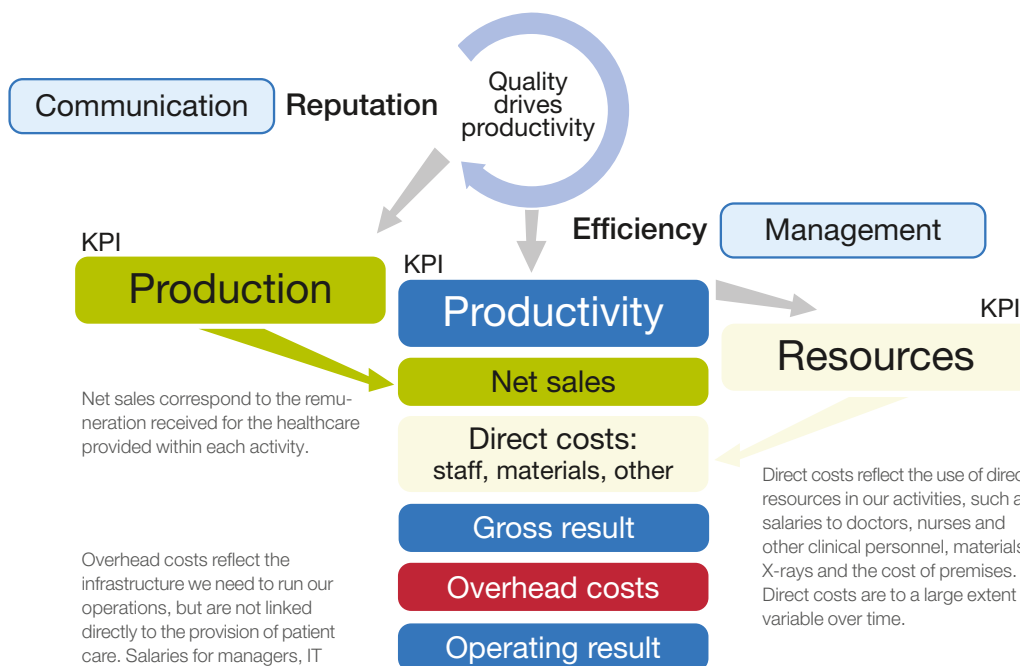 Quality
drives
productivity
Communication
Reputation
Efficiency
Management
KPI
Production
KPI
Productivity
KPI
Resources
Net sales
Net sales correspond to the remu-
neration received for the healthcare
provided within each activity.
Direct costs:
staff, materials, other
Gross result
Overhead costs
Operating result
Overhead costs reflect the
infrastructure we need to run our
operations, but are not linked
directly to the provision of patient
care. Salaries for managers, IT
Direct costs reflect the use of direc
resources in our activities, such a
salaries to doctors, nurses and
other clinical personnel, materials
X-rays and the cost of premises.
Direct costs are to a large extent
variable over time.